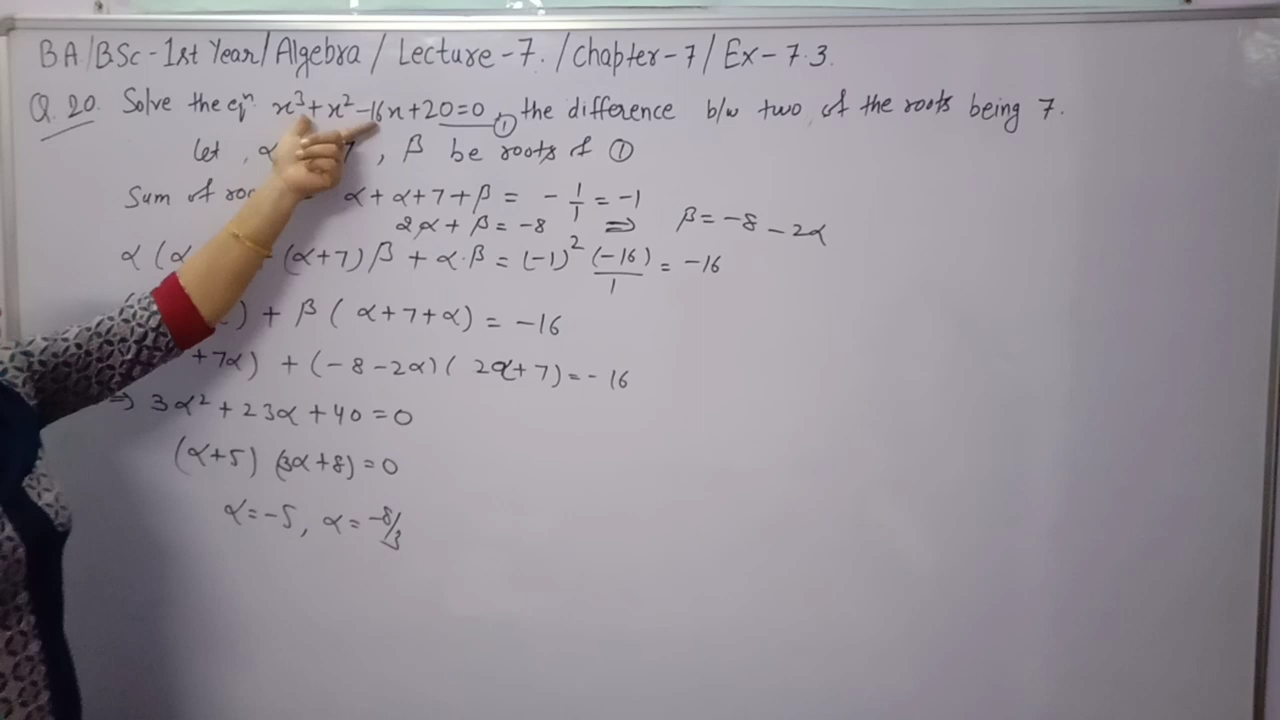 BA/BSc-1st Year/Algebra/Lecture-7./Chapter-7/Ex-7.3.
Q.20. Solve the eqⁿ x³+x²-16x+20=0, ① the difference b/w two of the roots being 7.
let, α 7, β be roots of ①
Sum of α+α+7+β = -1/1 = -1
2α+β=-8 ⇒ β=-8-2α
α( (α+7)β+α.β=(-1)² (-16)/1 = -16
)+β(α+7+α)=-16
+7α)+(-8-2α)(2α+7)=-16
⇒ 3α²+23α+40=0
(α+5)(3α+8)=0
α=-5, α=-8/3